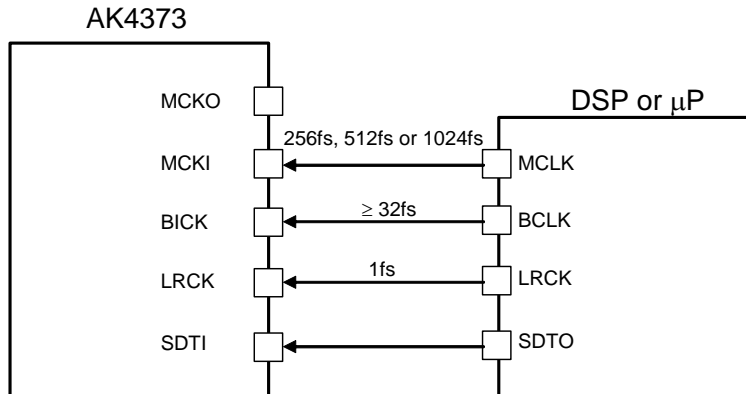 AK4373
DSP or μP
MCKO
256fs, 512fs or 1024fs
MCKI
MCLK
≥ 32fs
BICK
BCLK
1fs
LRCK
LRCK
SDTI
SDTO